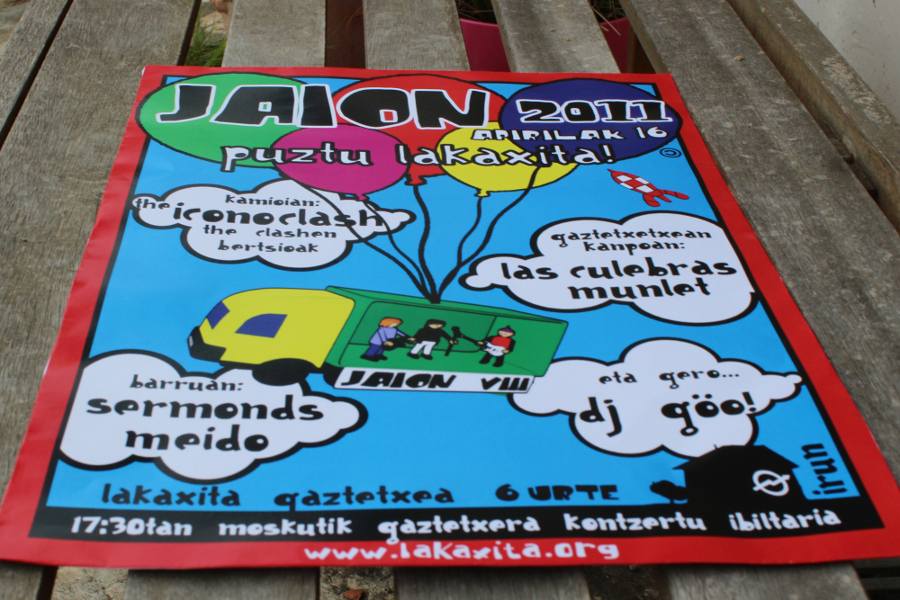 JAION 2011
APIRILAK 16
puztu lakaxita!
©
kamioian:
the iconoclash
the clashen
bertsioak
gaztetxetxean
kanpoan:
las culebras
munlet
JAION VIII
barruan:
sermonds
meido
eta gero...
dj göo!
irun
lakaxita gaztetxea 6 URTE
17:30tan moskutik gaztetxera kontzertu ibiltaria
www.lakaxita.org